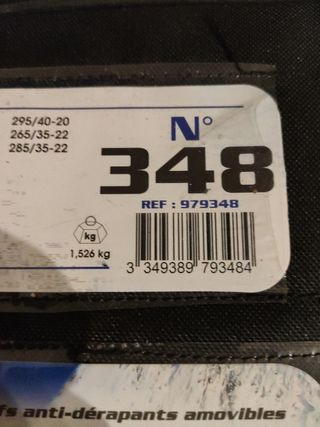 295/40-20
265/35-22
285/35-22
N°
348
REF : 979348
kg
1,526 kg
3 349389 793484
fs anti-dérapants amovibles